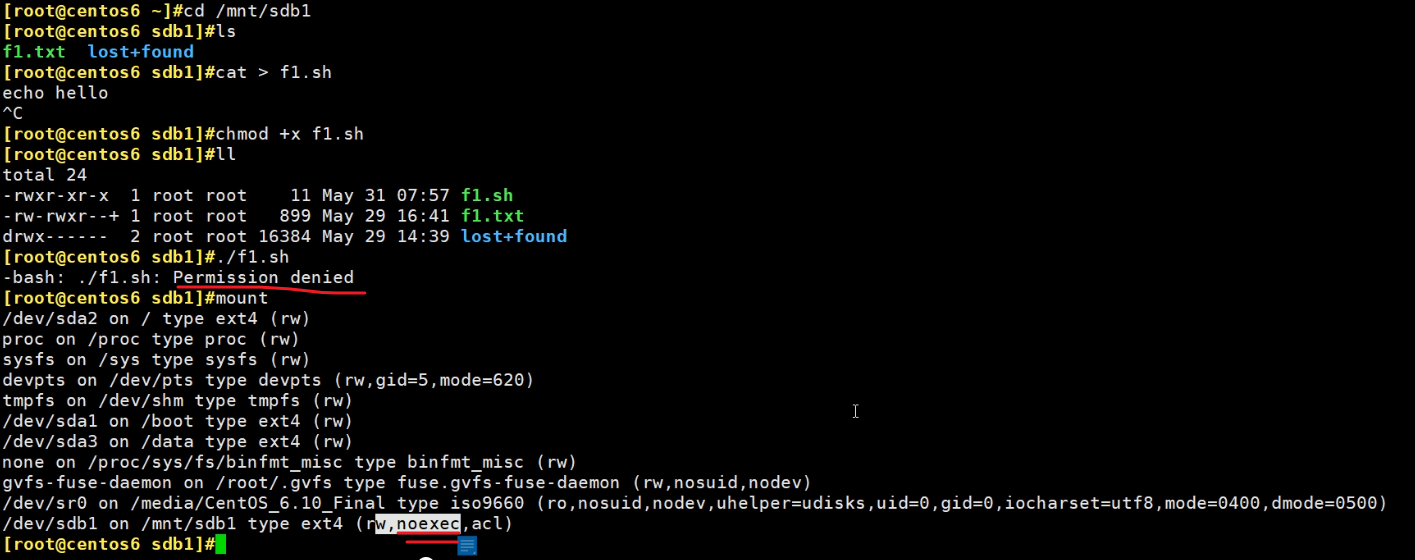 [root@centos6 ~]#cd /mnt/sdb1
[root@centos6 sdb1]#ls
f1.txt  lost+found
[root@centos6 sdb1]#cat > f1.sh
echo hello
^C
[root@centos6 sdb1]#chmod +x f1.sh
[root@centos6 sdb1]#ll
total 24
-rwxr-xr-x  1 root root    11 May 31 07:57 f1.sh
-rw-rwxr--+ 1 root root   899 May 29 16:41 f1.txt
drwx------  2 root root 16384 May 29 14:39 lost+found
[root@centos6 sdb1]#./f1.sh
-bash: ./f1.sh: Permission denied
[root@centos6 sdb1]#mount
/dev/sda2 on / type ext4 (rw)
proc on /proc type proc (rw)
sysfs on /sys type sysfs (rw)
devpts on /dev/pts type devpts (rw,gid=5,mode=620)
tmpfs on /dev/shm type tmpfs (rw)
/dev/sda1 on /boot type ext4 (rw)
/dev/sda3 on /data type ext4 (rw)
none on /proc/sys/fs/binfmt_misc type binfmt_misc (rw)
gvfs-fuse-daemon on /root/.gvfs type fuse.gvfs-fuse-daemon (rw,nosuid,nodev)
/dev/sr0 on /media/CentOS_6.10_Final type iso9660 (ro,nosuid,nodev,uhelper=udisks,uid=0,gid=0,iocharset=utf8,mode=0400,dmode=0500)
/dev/sdb1 on /mnt/sdb1 type ext4 (rw,noexec,acl)
[root@centos6 sdb1]#